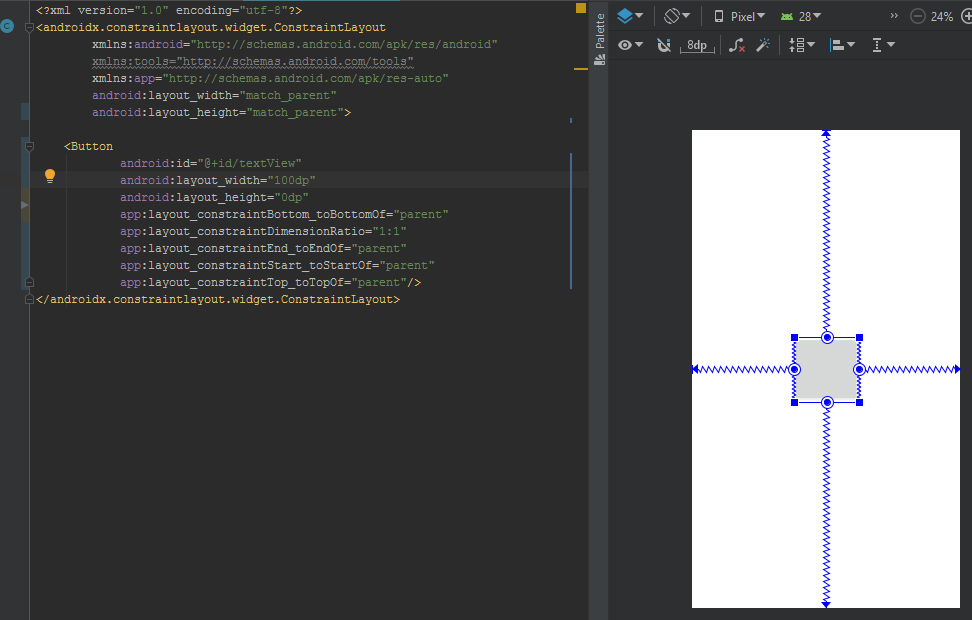 <?xml version="1.0" encoding="utf-8"?>
<androidx.constraintlayout.widget.ConstraintLayout
xmlns:android="http://schemas.android.com/apk/res/android"
xmlns:tools="http://schemas.android.com/tools"
xmlns:app="http://schemas.android.com/apk/res-auto"
android:layout_width="match_parent"
android:layout_height="match_parent">
<Button
android:id="@+id/textView"
android:layout_width="100dp"
android:layout_height="0dp"
app:layout_constraintBottom_toBottomOf="parent"
app:layout_constraintDimensionRatio="1:1"
app:layout_constraintEnd_toEndOf="parent"
app:layout_constraintStart_toStartOf="parent"
app:layout_constraintTop_toTopOf="parent"/>
</androidx.constraintlayout.widget.ConstraintLayout>
C
Palette
Pixel 28 » 24%
8dp